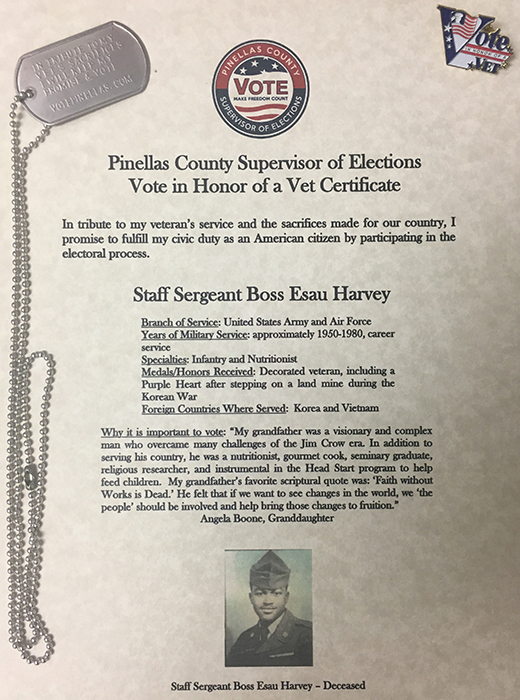 IN TRIBUTE TO MY
VOTEPINELLAS.COM
Vote
IN HONOR OF A
VET
PINELLAS COUNTY
VOTE
MAKE FREEDOM COUNT
SUPERVISOR OF ELECTIONS
Pinellas County Supervisor of Elections
Vote in Honor of a Vet Certificate
In tribute to my veteran's service and the sacrifices made for our country, I
promise to fulfill my civic duty as an American citizen by participating in the
electoral process.
Staff Sergeant Boss Esau Harvey
Branch of Service: United States Army and Air Force
Years of Military Service: approximately 1950-1980, career
service
Specialties: Infantry and Nutritionist
Medals/Honors Received: Decorated veteran, including a
Purple Heart after stepping on a land mine during the
Korean War
Foreign Countries Where Served: Korea and Vietnam
Why it is important to vote: "My grandfather was a visionary and complex
man who overcame many challenges of the Jim Crow era. In addition to
serving his country, he was a nutritionist, gourmet cook, seminary graduate,
religious researcher, and instrumental in the Head Start program to help
feed children. My grandfather's favorite scriptural quote was: 'Faith without
Works is Dead.' He felt that if we want to see changes in the world, we 'the
people' should be involved and help bring those changes to fruition."
Angela Boone, Granddaughter
Staff Sergeant Boss Esau Harvey – Deceased